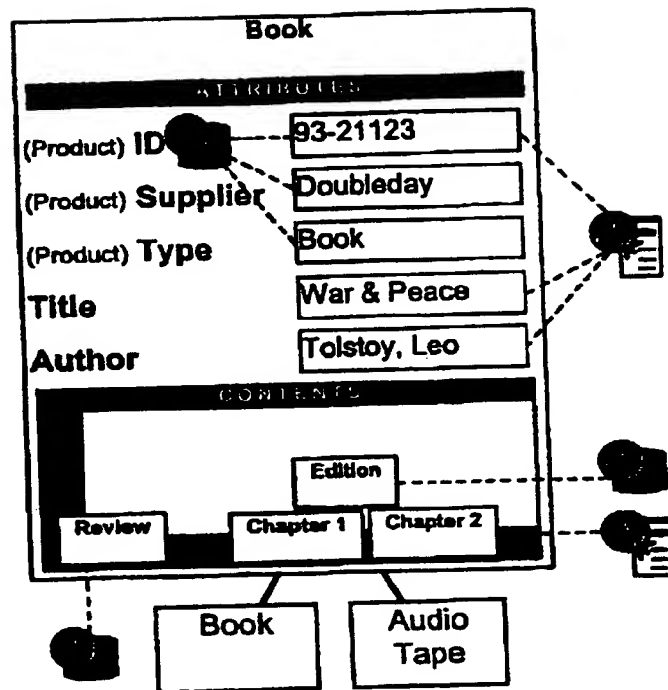 Book
ATTRIBUTES
(Product) ID 93-21123
(Product) Supplier Doubleday
(Product) Type Book
Title War & Peace
Author Tolstoy, Leo
CONTENTS
Edition
Review Chapter 1 Chapter 2
Book Audio
Tape